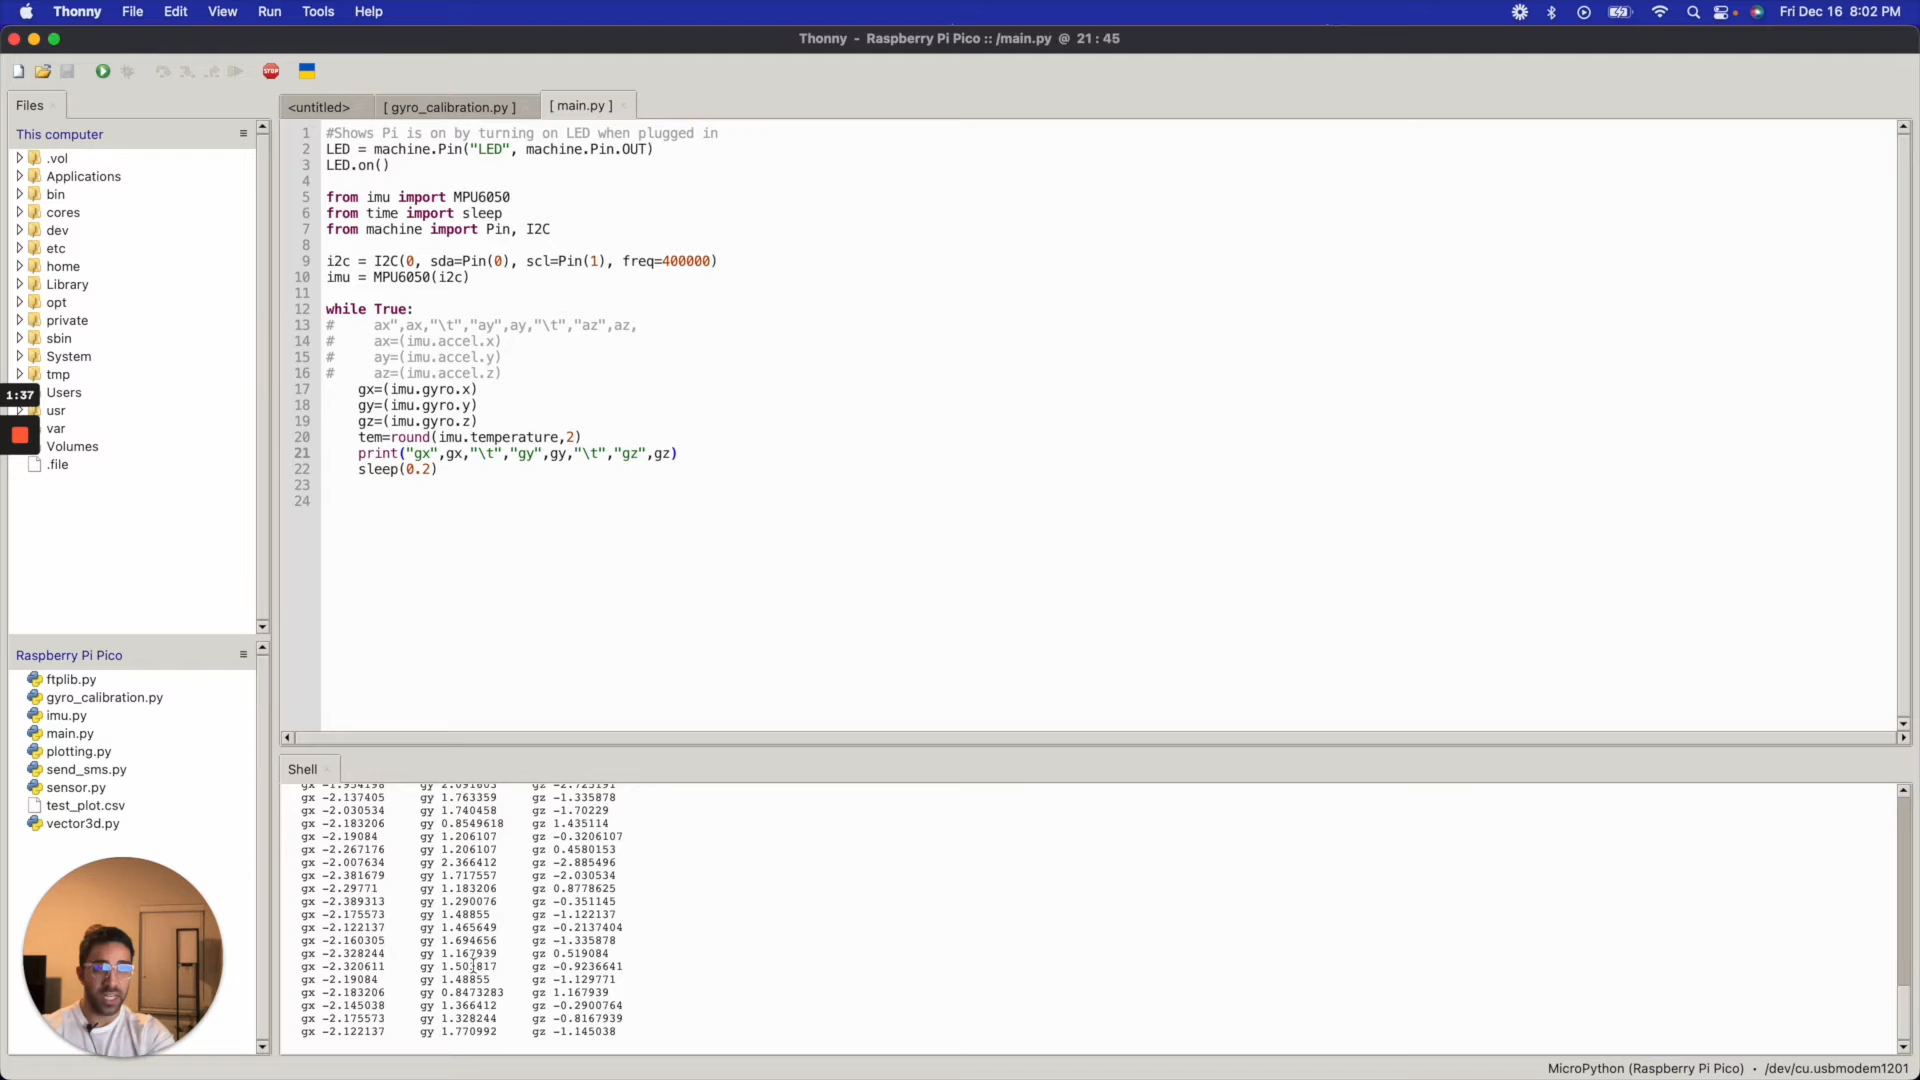 Thonny File Edit View Run Tools Help Fri Dec 16 8:02 PM
Thonny - Raspberry Pi Pico :: /main.py @ 21 : 45
STOP
Files
<untitled> [ gyro_calibration.py ] [ main.py ]
This computer
.vol
Applications
bin
cores
dev
etc
home
Library
opt
private
sbin
System
tmp
1:37
Users
usr
var
Volumes
.file
1 #Shows Pi is on by turning on LED when plugged in
2 LED = machine.Pin("LED", machine.Pin.OUT)
3 LED.on()
4
5 from imu import MPU6050
6 from time import sleep
7 from machine import Pin, I2C
8
9 i2c = I2C(0, sda=Pin(0), scl=Pin(1), freq=400000)
10 imu = MPU6050(i2c)
11
12 while True:
13 #     ax",ax,"\t","ay",ay,"\t","az",az,
14 #     ax=(imu.accel.x)
15 #     ay=(imu.accel.y)
16 #     az=(imu.accel.z)
17     gx=(imu.gyro.x)
18     gy=(imu.gyro.y)
19     gz=(imu.gyro.z)
20     tem=round(imu.temperature,2)
21     print("gx",gx,"\t","gy",gy,"\t","gz",gz)
22     sleep(0.2)
23
24
Raspberry Pi Pico
ftplib.py
gyro_calibration.py
imu.py
main.py
plotting.py
send_sms.py
sensor.py
test_plot.csv
vector3d.py
Shell
gx -2.137405 gy 1.763359 gz -1.335878
gx -2.030534 gy 1.740458 gz -1.70229
gx -2.183206 gy 0.8549618 gz 1.435114
gx -2.19084 gy 1.206107 gz -0.3206107
gx -2.267176 gy 1.206107 gz 0.4580153
gx -2.007634 gy 2.366412 gz -2.885496
gx -2.381679 gy 1.717557 gz -2.030534
gx -2.29771 gy 1.183206 gz 0.8778625
gx -2.389313 gy 1.290076 gz -0.351145
gx -2.175573 gy 1.48855 gz -1.122137
gx -2.122137 gy 1.465649 gz -0.2137404
gx -2.160305 gy 1.694656 gz -1.335878
gx -2.328244 gy 1.167939 gz 0.519084
gx -2.320611 gy gz -0.9236641
gx -2.19084 gy 1.48855 gz -1.129771
gx -2.183206 gy 0.8473283 gz 1.167939
gx -2.145038 gy 1.366412 gz -0.2900764
gx -2.175573 gy 1.328244 gz -0.8167939
gx -2.122137 gy 1.770992 gz -1.145038
MicroPython (Raspberry Pi Pico) · /dev/cu.usbmodem1201